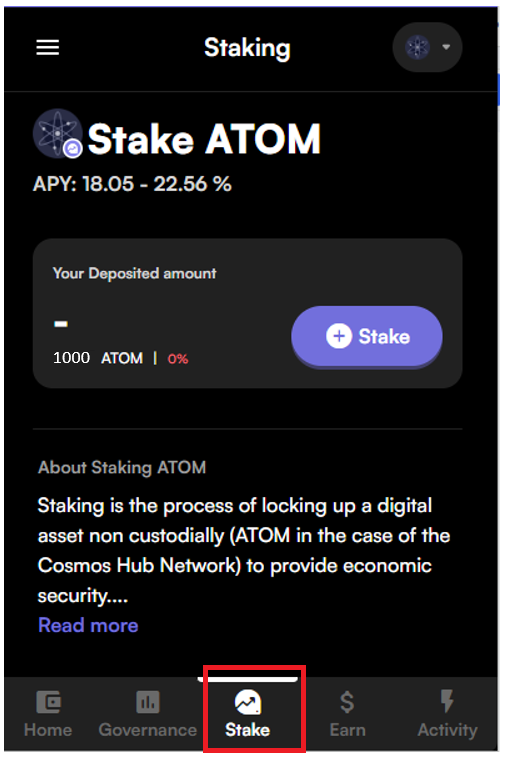 Staking
Stake ATOM
APY: 18.05 - 22.56 %
Your Deposited amount
-
1000 ATOM | 0%
Stake
About Staking ATOM
Staking is the process of locking up a digital
asset non custodially (ATOM in the case of the
Cosmos Hub Network) to provide economic
security....
Read more
Home Governance Stake Earn Activity